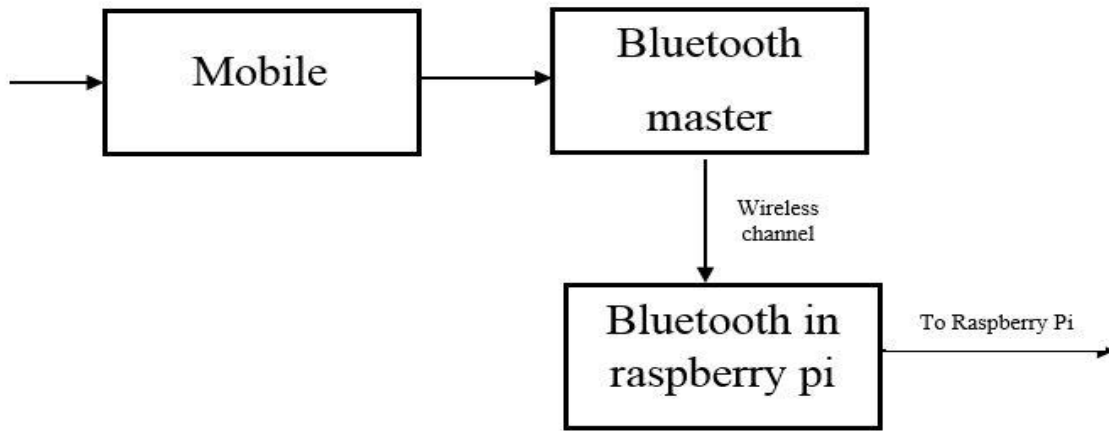 Mobile
Bluetooth
master
Wireless
channel
Bluetooth in
raspberry pi
To Raspberry Pi